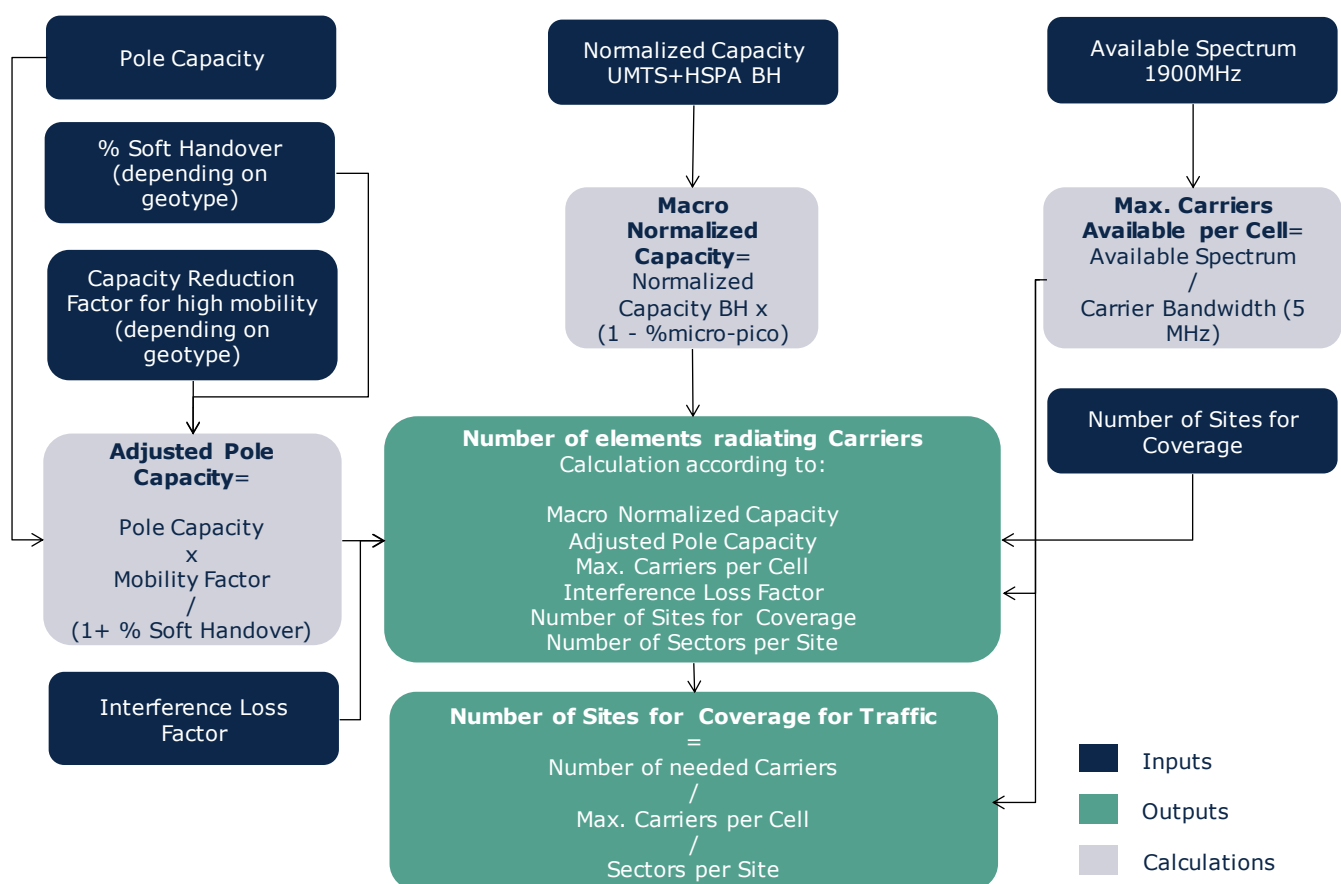 Pole Capacity
% Soft Handover
(depending on
geotype)
Capacity Reduction
Factor for high mobility
(depending on
geotype)
Adjusted Pole
Capacity=
Pole Capacity
x
Mobility Factor
/
(1+ % Soft Handover)
Interference Loss
Factor
Normalized Capacity
UMTS+HSPA BH
Macro
Normalized
Capacity=
Normalized
Capacity BH x
(1 - %micro-pico)
Number of elements radiating Carriers
Calculation according to:
Macro Normalized Capacity
Adjusted Pole Capacity
Max. Carriers per Cell
Interference Loss Factor
Number of Sites for Coverage
Number of Sectors per Site
Number of Sites for Coverage for Traffic
=
Number of needed Carriers
/
Max. Carriers per Cell
/
Sectors per Site
Available Spectrum
1900MHz
Max. Carriers
Available per Cell=
Available Spectrum
/
Carrier Bandwidth (5
MHz)
Number of Sites for
Coverage
Inputs
Outputs
Calculations